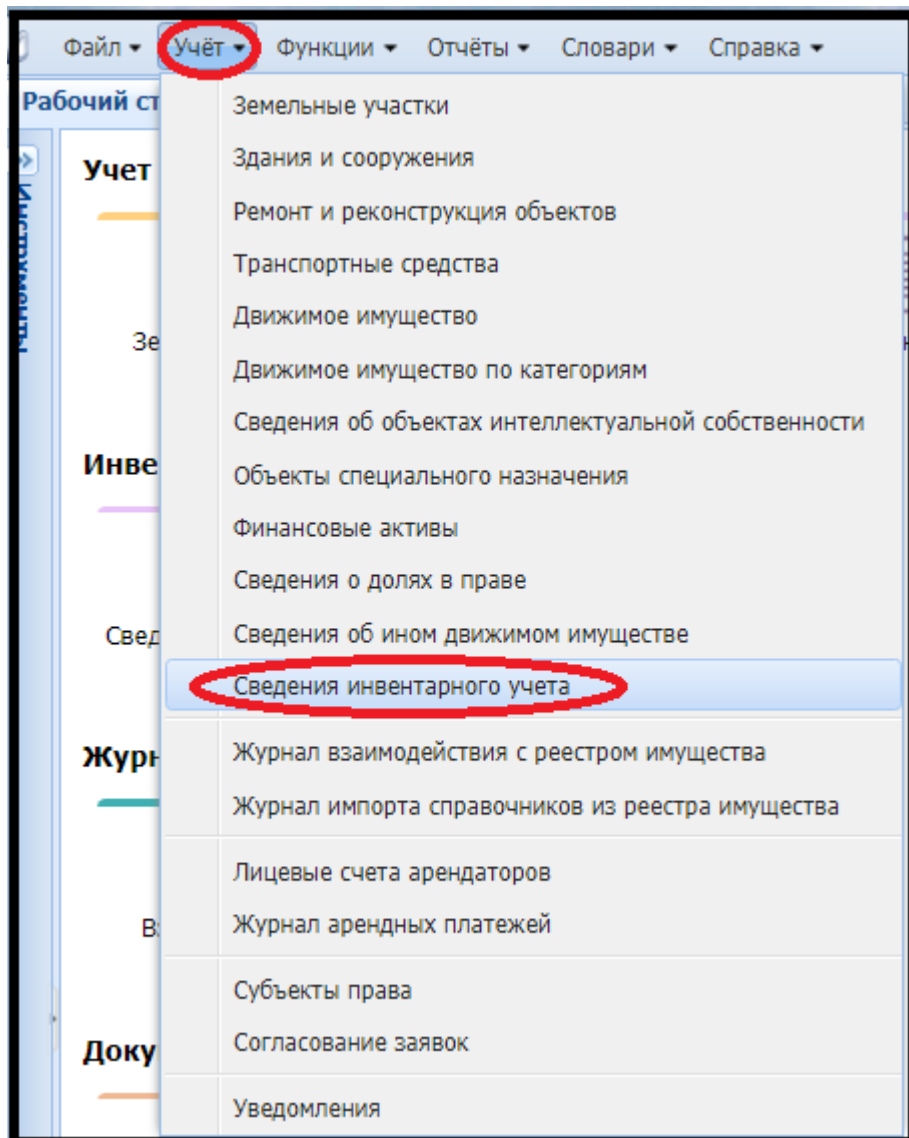 Файл Учёт Функции Отчёты Словари Справка
Рабочий ст
Инструменты
Учет
Зе
Инве
Свед
Журн
В
Доку
Земельные участки
Здания и сооружения
Ремонт и реконструкция объектов
Транспортные средства
Движимое имущество
Движимое имущество по категориям
Сведения об объектах интеллектуальной собственности
Объекты специального назначения
Финансовые активы
Сведения о долях в праве
Сведения об ином движимом имуществе
Сведения инвентарного учета
Журнал взаимодействия с реестром имущества
Журнал импорта справочников из реестра имущества
Лицевые счета арендаторов
Журнал арендных платежей
Субъекты права
Согласование заявок
Уведомления